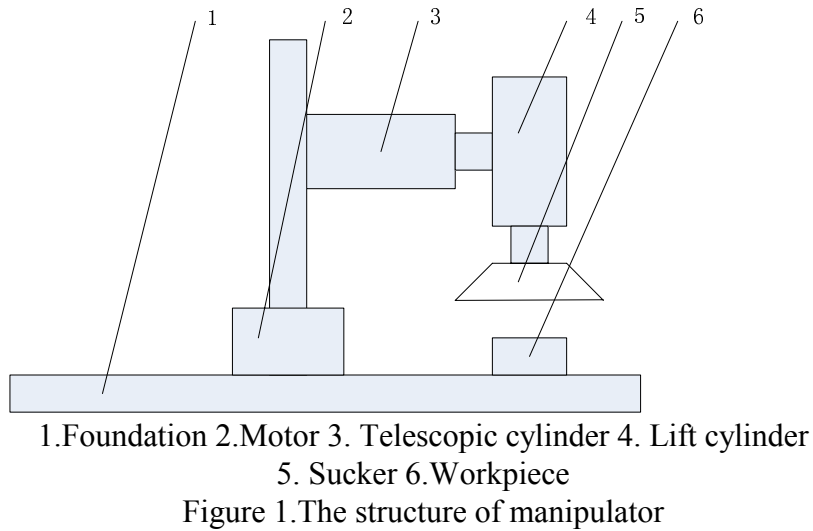 1 2 3 4 5 6
1.Foundation 2.Motor 3. Telescopic cylinder 4. Lift cylinder
5. Sucker 6.Workpiece
Figure 1.The structure of manipulator